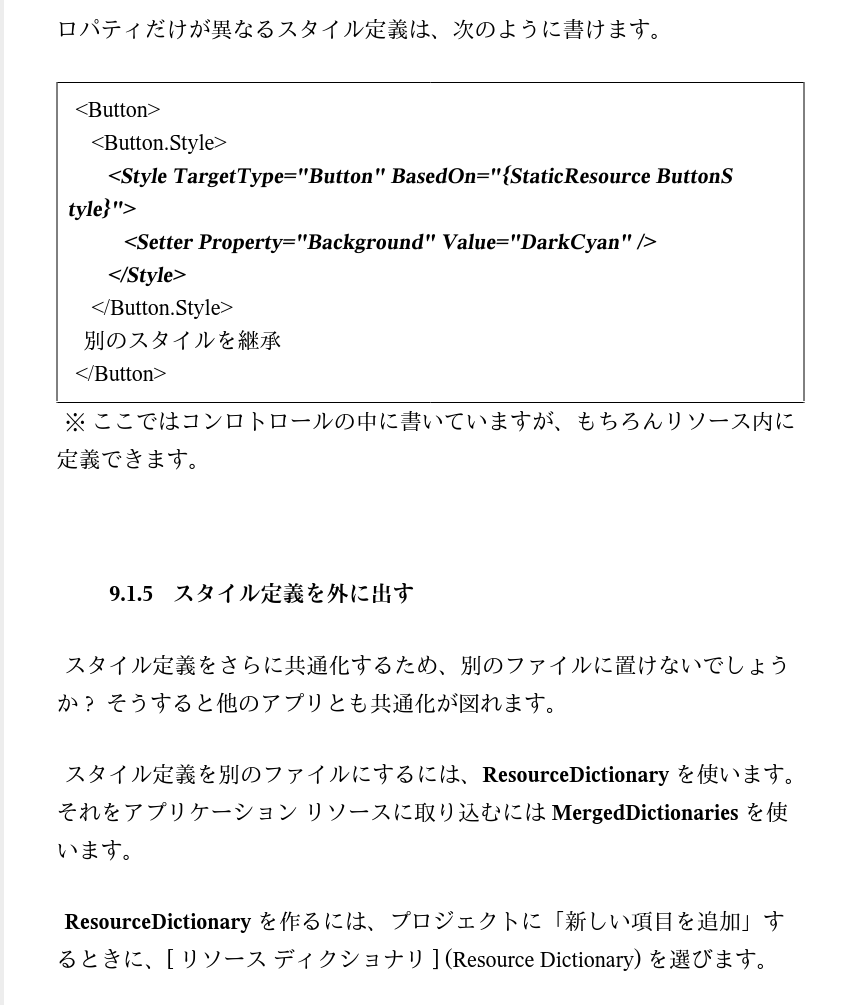 ロパティだけが異なるスタイル定義は、次のように書けます。
<Button>
<Button.Style>
<Style TargetType="Button" BasedOn="{StaticResource ButtonS
tyle}">
<Setter Property="Background" Value="DarkCyan" />
</Style>
</Button.Style>
別のスタイルを継承
</Button>
※ ここではコンロトロールの中に書いていますが、もちろんリソース内に
定義できます。
9.1.5 スタイル定義を外に出す
スタイル定義をさらに共通化するため、別のファイルに置けないでしょう
か？ そうすると他のアプリとも共通化が図れます。
スタイル定義を別のファイルにするには、ResourceDictionary を使います。
それをアプリケーション リソースに取り込むには MergedDictionaries を使
います。
ResourceDictionary を作るには、プロジェクトに「新しい項目を追加」す
るときに、[ リソース ディクショナリ ] (Resource Dictionary) を選びます。